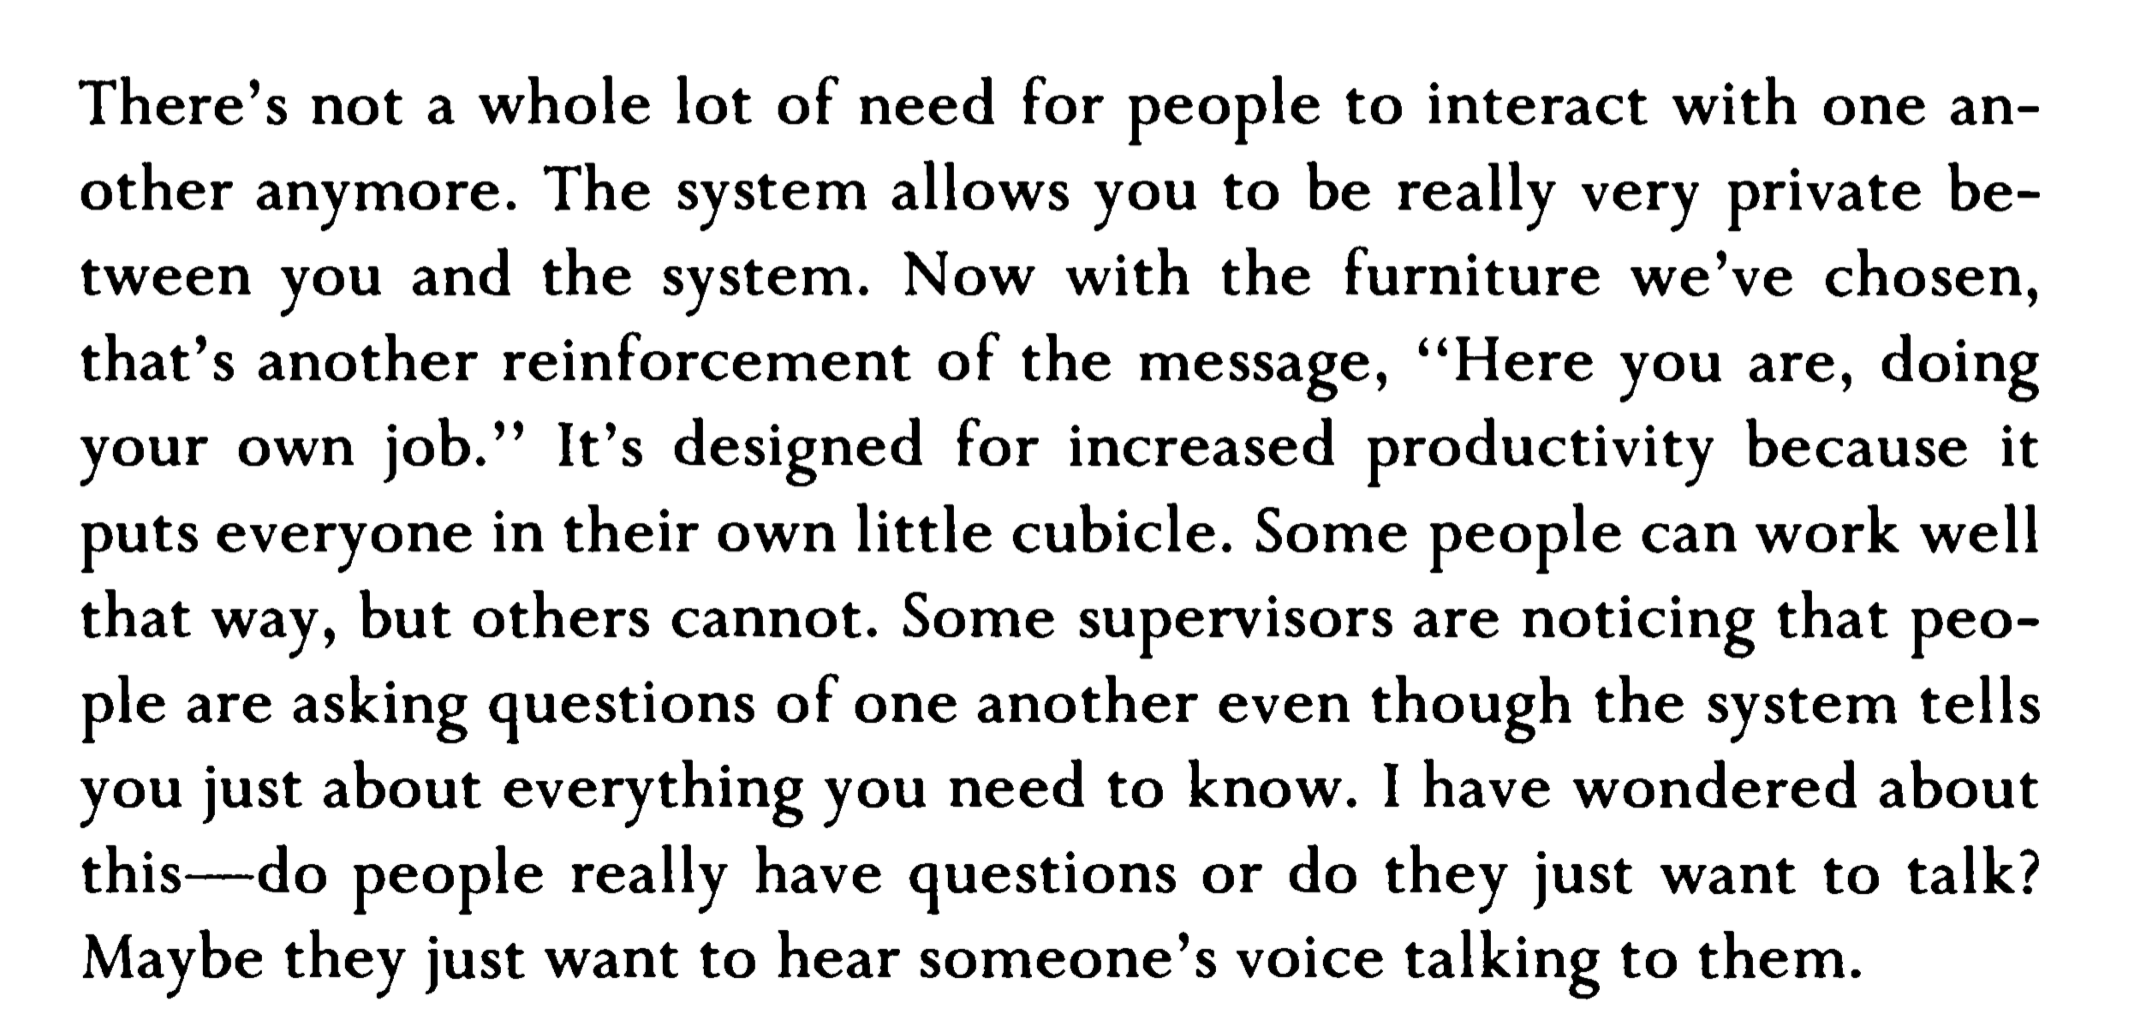 There’s not a whole lot of need for people to interact with one an-
other anymore. The system allows you to be really very private be-
tween you and the system. Now with the furniture we’ve chosen,
that’s another reinforcement of the message, “Here you are, doing
your own job.” It’s designed for increased productivity because it
puts everyone in their own little cubicle. Some people can work well
that way, but others cannot. Some supervisors are noticing that peo-
ple are asking questions of one another even though the system tells
you just about everything you need to know. I have wondered about
this—do people really have questions or do they just want to talk?
Maybe they just want to hear someone’s voice talking to them.